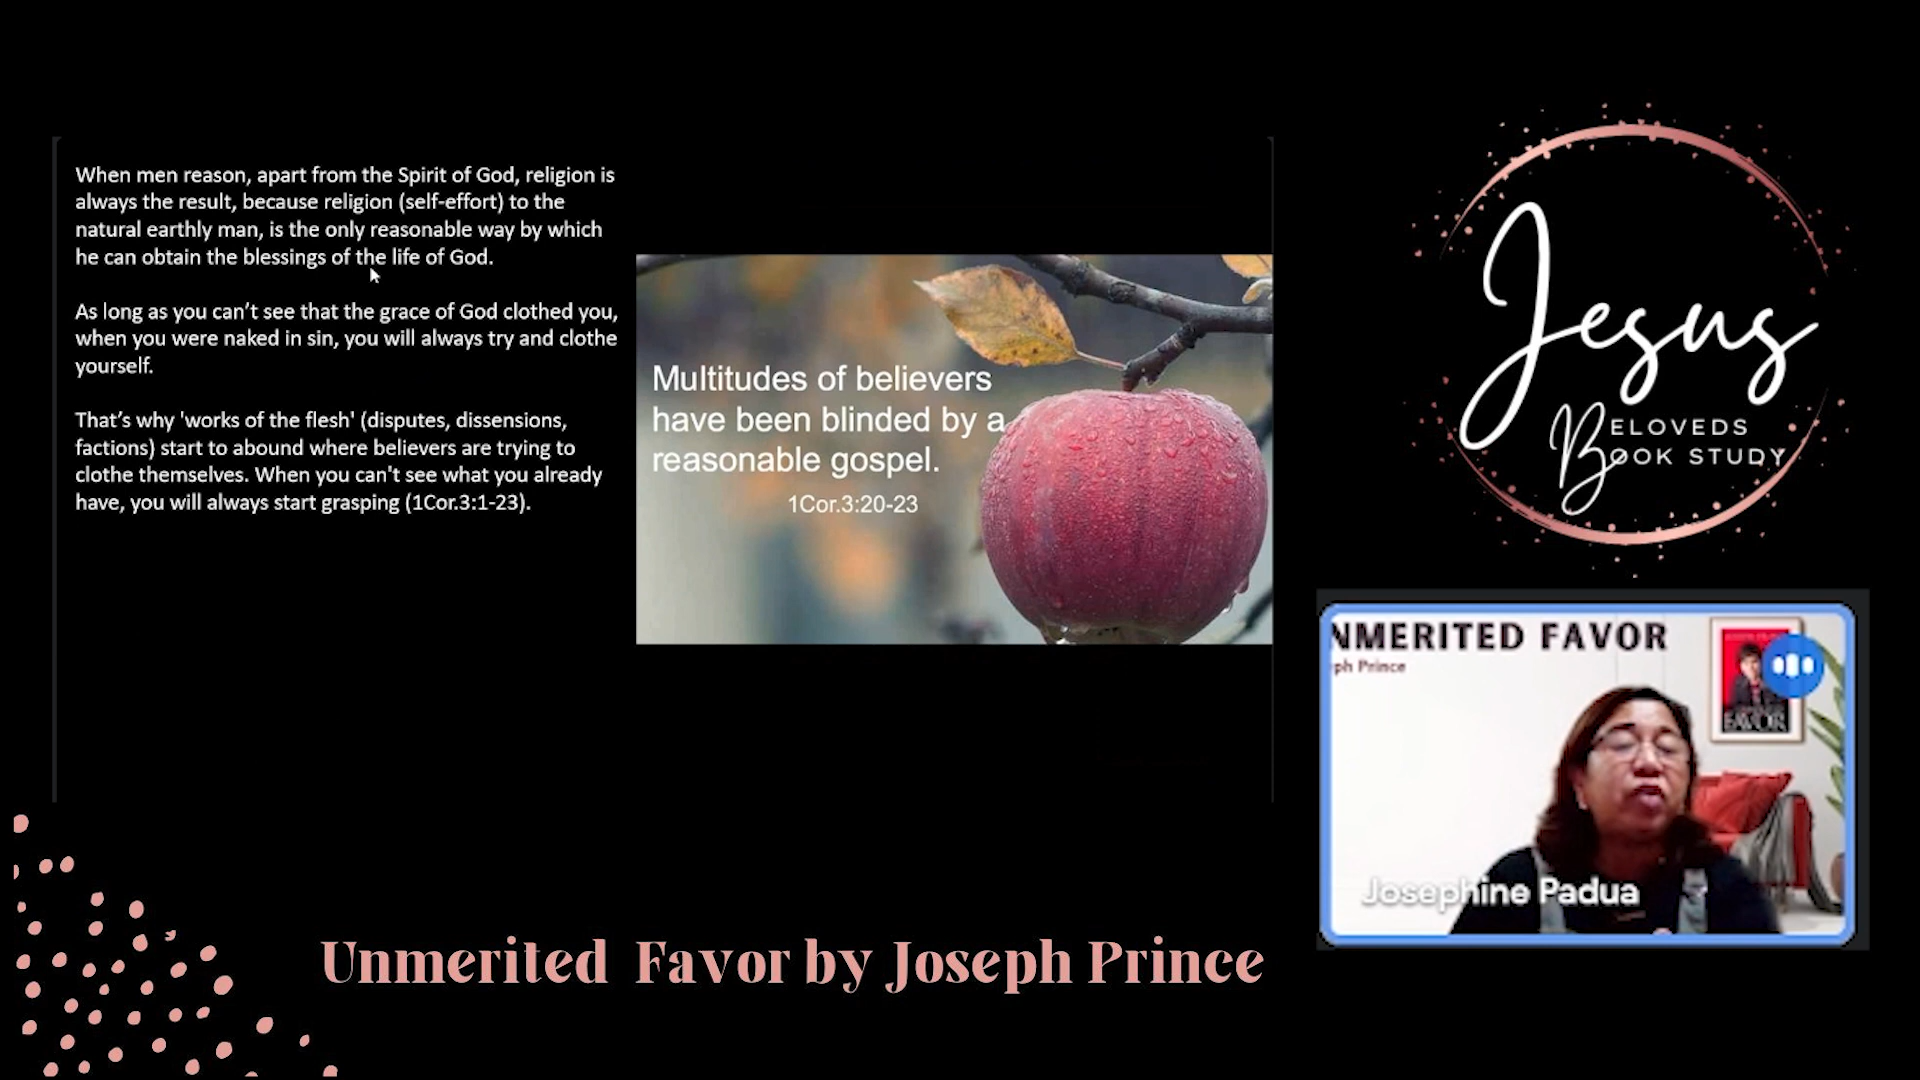 When men reason, apart from the Spirit of God, religion is
always the result, because religion (self-effort) to the
natural earthly man, is the only reasonable way by which
he can obtain the blessings of the life of God.
As long as you can’t see that the grace of God clothed you,
when you were naked in sin, you will always try and clothe
yourself.
That’s why 'works of the flesh' (disputes, dissensions,
factions) start to abound where believers are trying to
clothe themselves. When you can't see what you already
have, you will always start grasping (1Cor.3:1-23).
Multitudes of believers
have been blinded by a
reasonable gospel.
1Cor.3:20-23
Jesus
BELOVEDS
BOOK STUDY
NMERITED FAVOR
ph Prince
FAVOR
Josephine Padua
Unmerited Favor by Joseph Prince